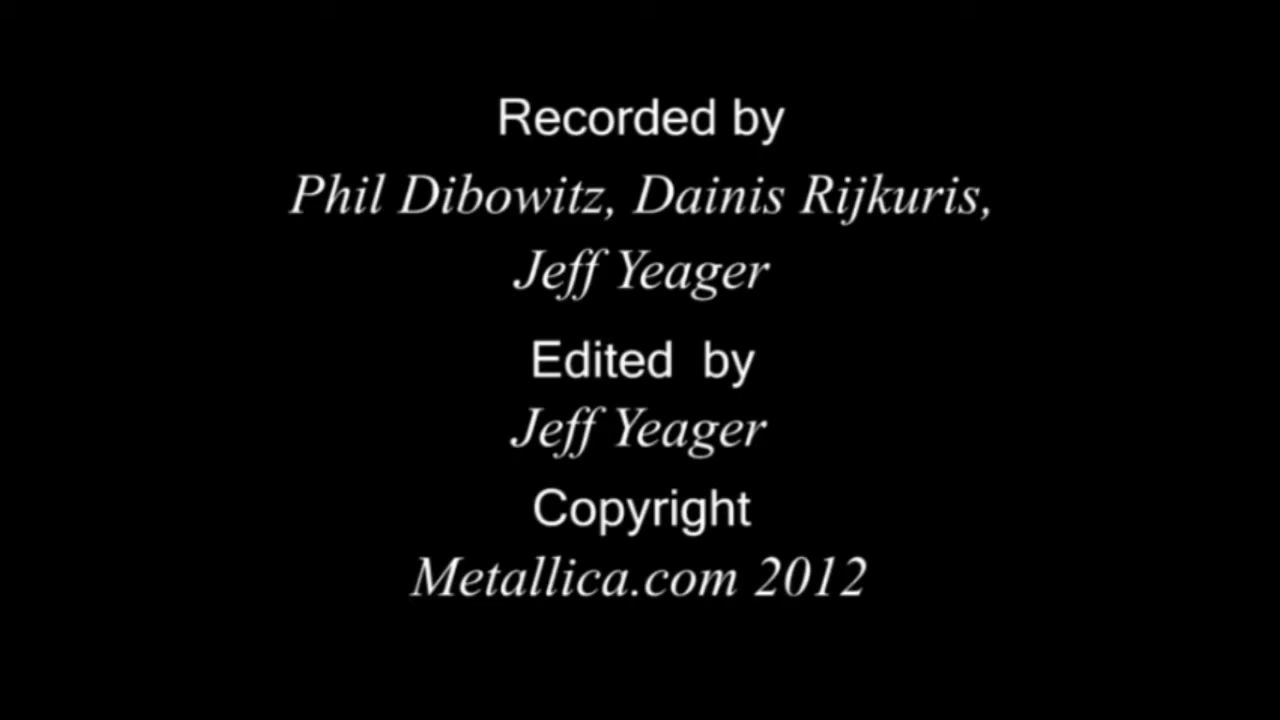 Recorded by
Phil Dibowitz, Dainis Rijkuris,
Jeff Yeager
Edited by
Jeff Yeager
Copyright
Metallica.com 2012